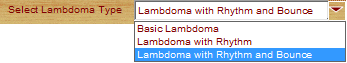 Select Lambdoma Type Lambdoma with Rhythm and Bounce
Basic Lambdoma
Lambdoma with Rhythm
Lambdoma with Rhythm and Bounce